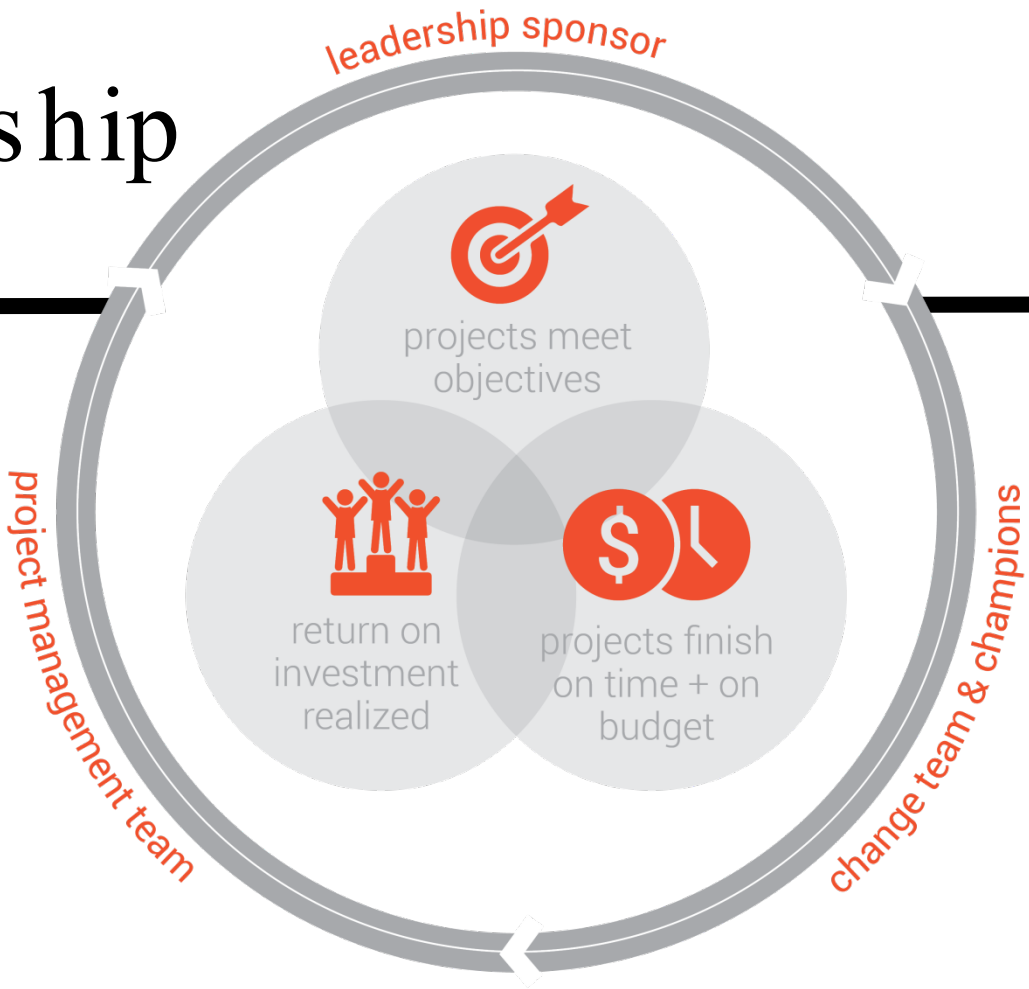 leadership sponsor
ship
projects meet
objectives
$
return on
investment
realized
projects finish
on time + on
budget
project management team
change team & champions